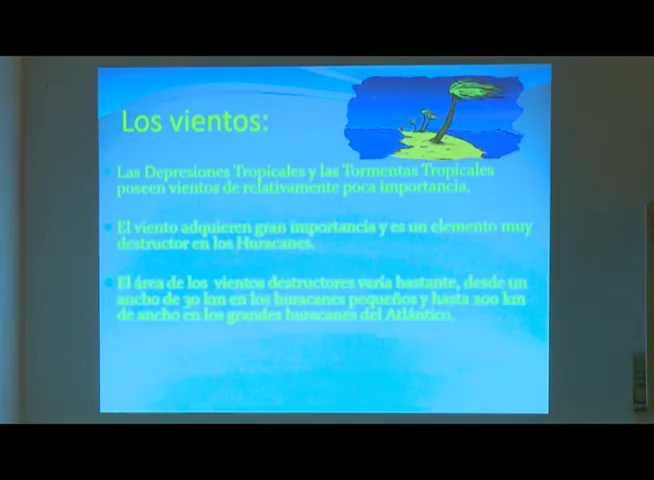 Los vientos:
Las Depresiones Tropicales y las Tormentas Tropicales
poseen vientos de relativamente poca importancia.
El viento adquieren gran importancia y es un elemento muy
destructor en los Huracanes.
El área de los vientos destructores varía bastante, desde un
ancho de 30 km en los huracanes pequeños y hasta 200 km
de ancho en los grandes huracanes del Atlántico.